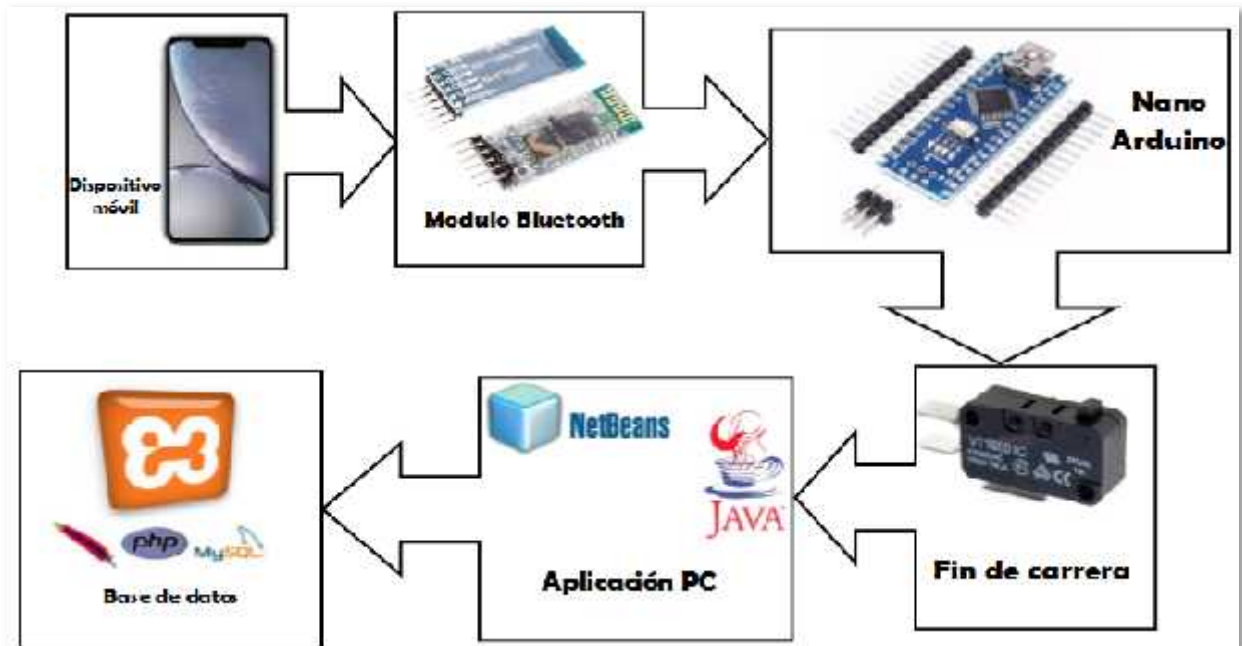 Dispositivo
móvil
Modulo Bluetooth
Nano
Arduino
Fin de carrera
NetBeans
JAVA
Aplicación PC
php
MySQL
Base de datos